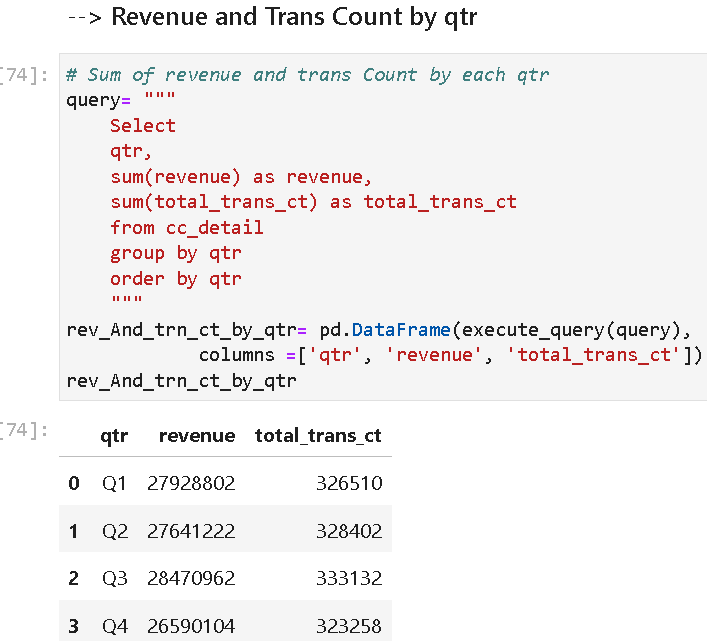 --> Revenue and Trans Count by qtr
[74]:
# Sum of revenue and trans Count by each qtr
query= """
Select
qtr,
sum(revenue) as revenue,
sum(total_trans_ct) as total_trans_ct
from cc_detail
group by qtr
order by qtr
"""
rev_And_trn_ct_by_qtr= pd.DataFrame(execute_query(query),
columns =['qtr', 'revenue', 'total_trans_ct'])
rev_And_trn_ct_by_qtr
[74]:
qtr revenue total_trans_ct
0 Q1 27928802 326510
1 Q2 27641222 328402
2 Q3 28470962 333132
3 Q4 26590104 323258